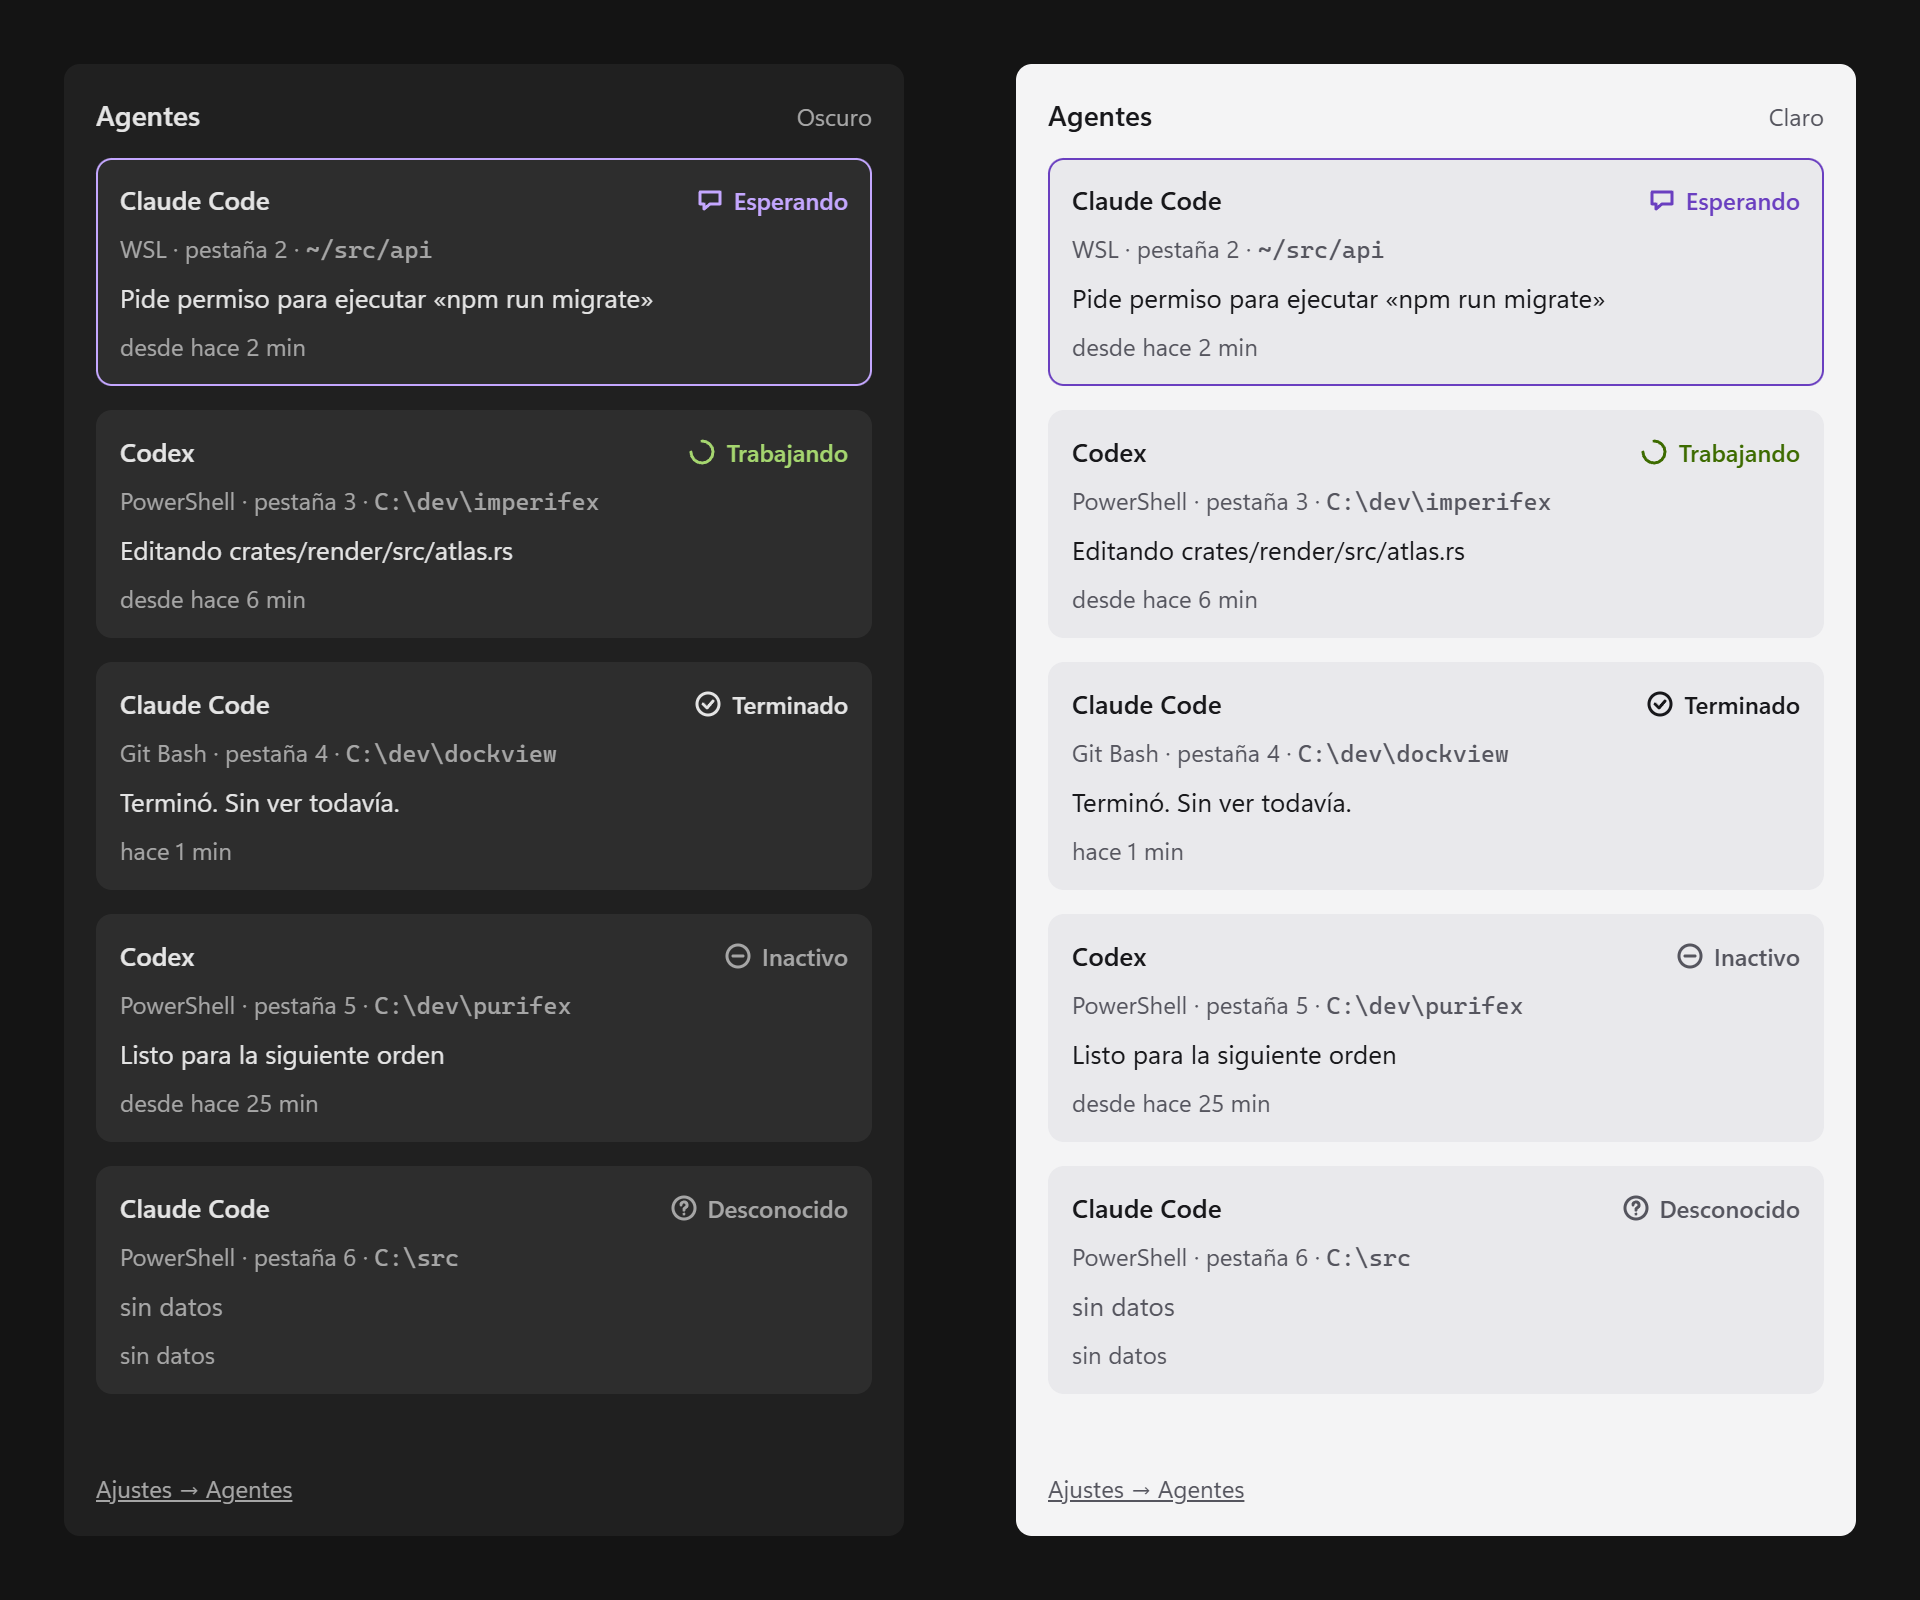 Agentes
Oscuro
Claude Code
Esperando
WSL · pestaña 2 · ~/src/api
Pide permiso para ejecutar «npm run migrate»
desde hace 2 min
Codex
Trabajando
PowerShell · pestaña 3 · C:\dev\imperifex
Editando crates/render/src/atlas.rs
desde hace 6 min
Claude Code
Terminado
Git Bash · pestaña 4 · C:\dev\dockview
Terminó. Sin ver todavía.
hace 1 min
Codex
Inactivo
PowerShell · pestaña 5 · C:\dev\purifex
Listo para la siguiente orden
desde hace 25 min
Claude Code
Desconocido
PowerShell · pestaña 6 · C:\src
sin datos
sin datos
Ajustes → Agentes
Agentes
Claro
Claude Code
Esperando
WSL · pestaña 2 · ~/src/api
Pide permiso para ejecutar «npm run migrate»
desde hace 2 min
Codex
Trabajando
PowerShell · pestaña 3 · C:\dev\imperifex
Editando crates/render/src/atlas.rs
desde hace 6 min
Claude Code
Terminado
Git Bash · pestaña 4 · C:\dev\dockview
Terminó. Sin ver todavía.
hace 1 min
Codex
Inactivo
PowerShell · pestaña 5 · C:\dev\purifex
Listo para la siguiente orden
desde hace 25 min
Claude Code
Desconocido
PowerShell · pestaña 6 · C:\src
sin datos
sin datos
Ajustes → Agentes